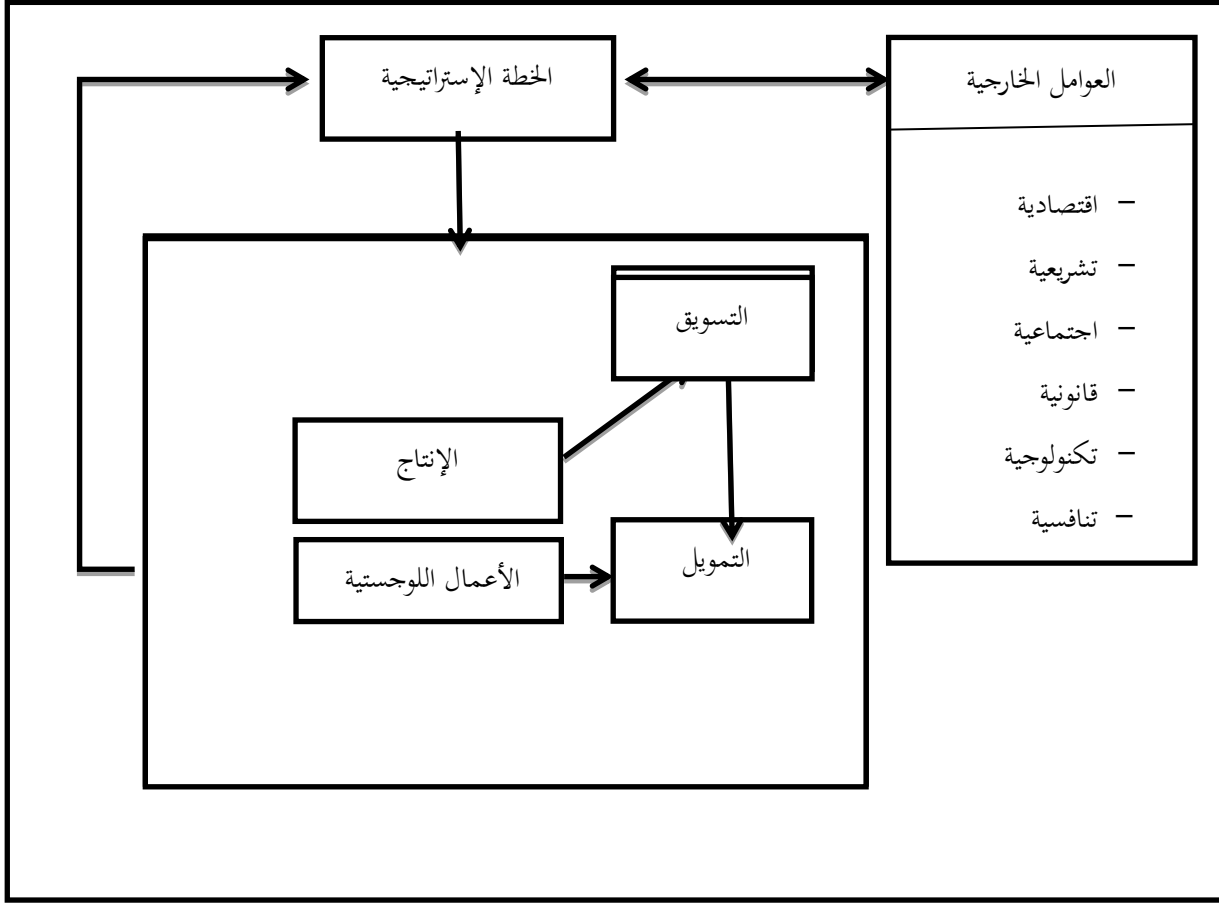 العوامل الخارجية
– اقتصادية
– تشريعية
– اجتماعية
– قانونية
– تكنولوجية
– تنافسية
الخطة الإستراتيجية
التسويق
الإنتاج
التمويل
الأعمال اللوجستية